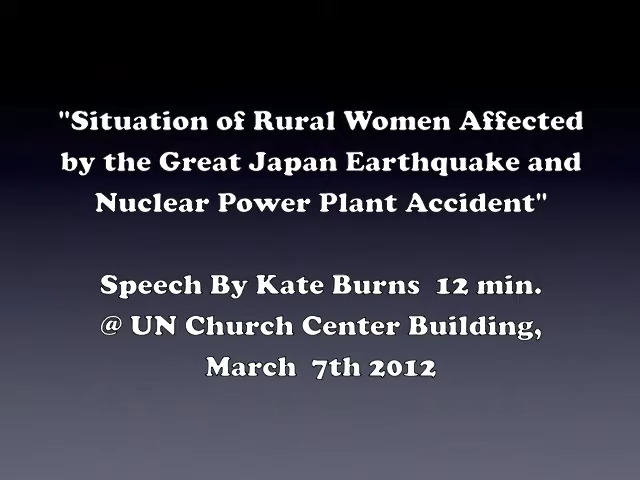 "Situation of Rural Women Affected
by the Great Japan Earthquake and
Nuclear Power Plant Accident"
Speech By Kate Burns 12 min.
@ UN Church Center Building,
March 7th 2012